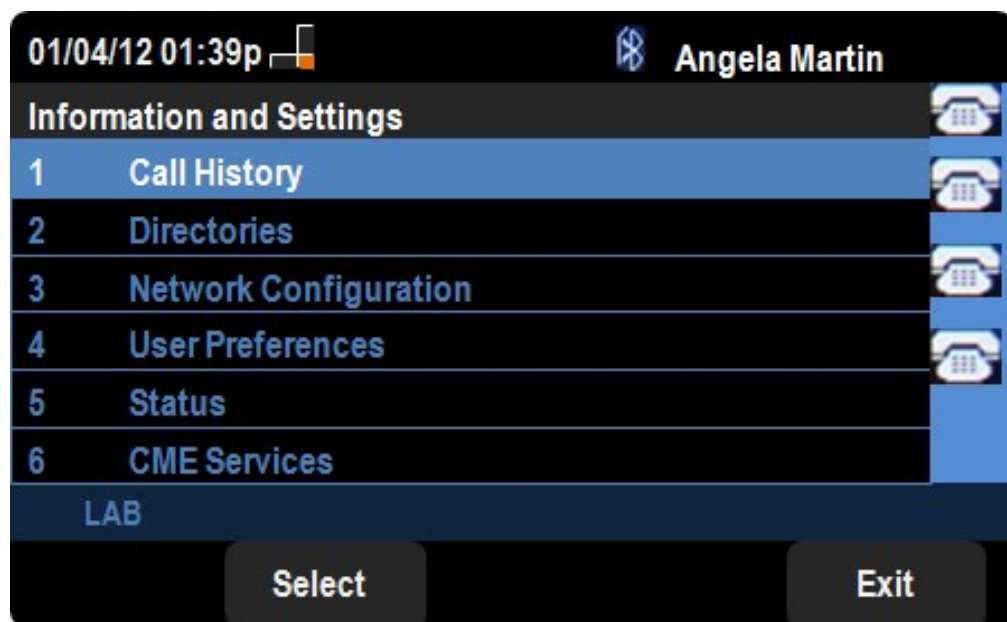 01/04/12 01:39p Angela Martin
Information and Settings
1 Call History
2 Directories
3 Network Configuration
4 User Preferences
5 Status
6 CME Services
LAB
Select Exit